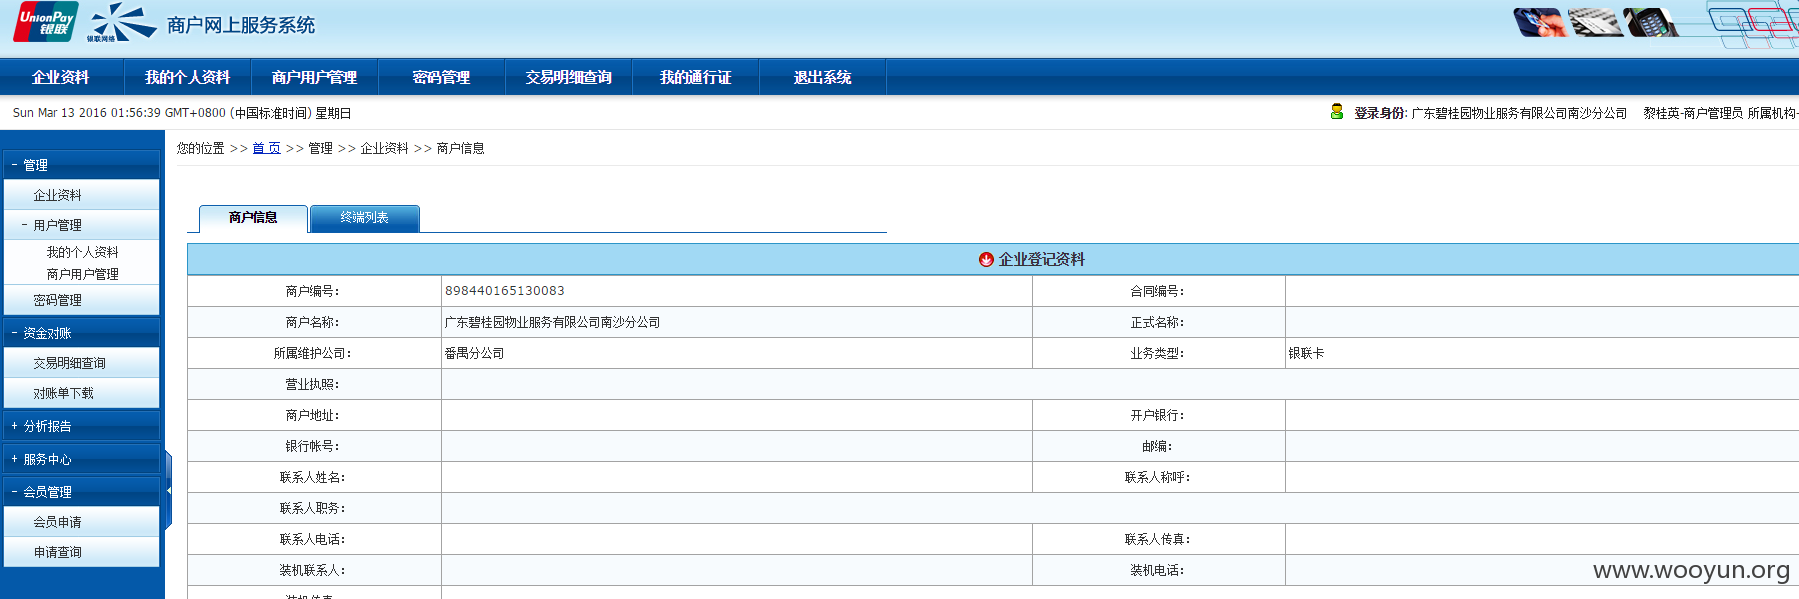 UnionPay
银联
银联网络
商户网上服务系统
企业资料 我的个人资料 商户用户管理 密码管理 交易明细查询 我的通行证 退出系统
Sun Mar 13 2016 01:56:39 GMT+0800 (中国标准时间) 星期日
登录身份: 广东碧桂园物业服务有限公司南沙分公司 黎桂英-商户管理员 所属机构-
您的位置 >> 首 页 >> 管理 >> 企业资料 >> 商户信息
- 管理
企业资料
- 用户管理
我的个人资料
商户用户管理
密码管理
- 资金对账
交易明细查询
对账单下载
+ 分析报告
+ 服务中心
- 会员管理
会员申请
申请查询
商户信息 终端列表
企业登记资料
商户编号: 898440165130083 合同编号:
商户名称: 广东碧桂园物业服务有限公司南沙分公司 正式名称:
所属维护公司: 番禺分公司 业务类型: 银联卡
营业执照:
商户地址: 开户银行:
银行帐号: 邮编:
联系人姓名: 联系人称呼:
联系人职务:
联系人电话: 联系人传真:
装机联系人: 装机电话:
www.wooyun.org